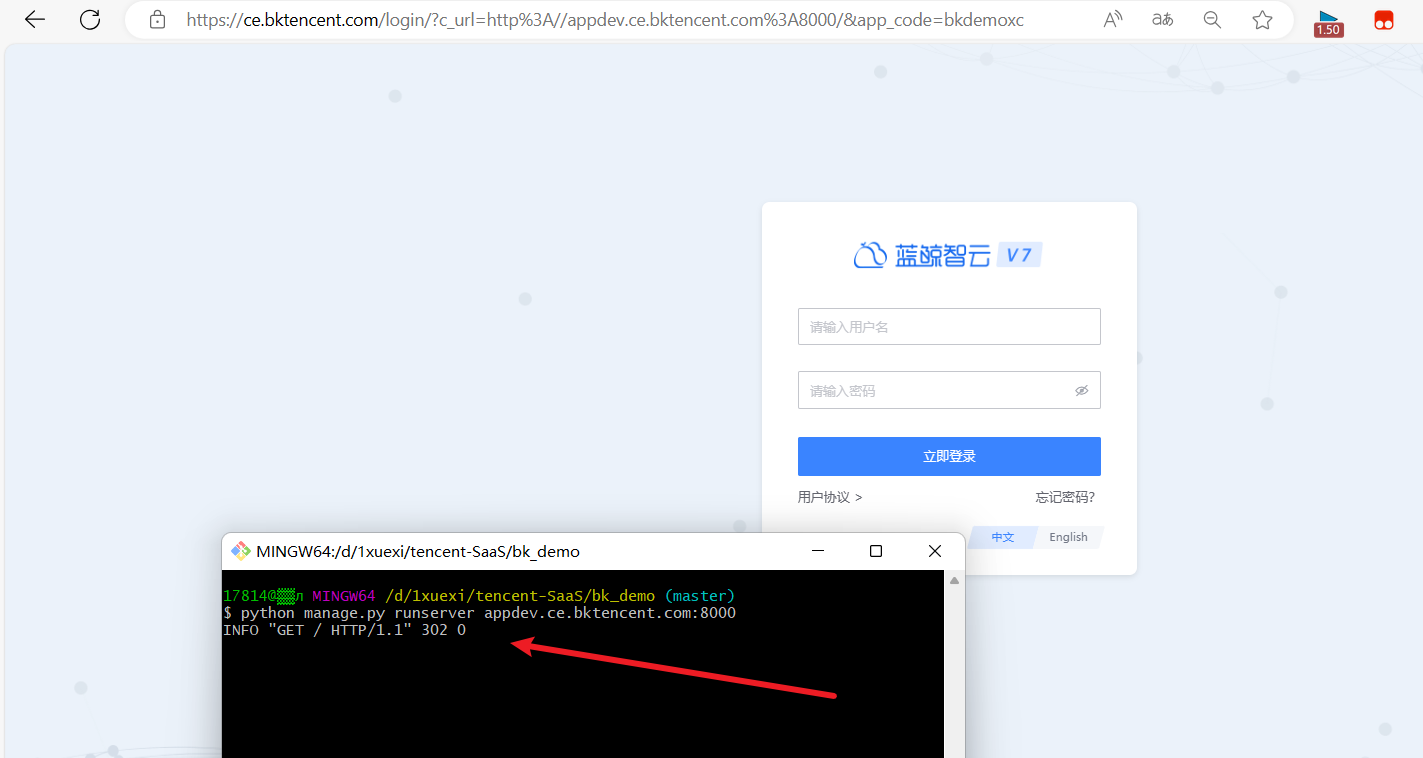 https://ce.bktencent.com/login/?c_url=http%3A//appdev.ce.bktencent.com%3A8000/&app_code=bkdemoxc
1.50
蓝鲸智云 V7
请输入用户名
请输入密码
立即登录
用户协议 >
忘记密码?
中文
English
MINGW64:/d/1xuexi/tencent-SaaS/bk_demo
17814@ MINGW64 /d/1xuexi/tencent-SaaS/bk_demo (master)
$ python manage.py runserver appdev.ce.bktencent.com:8000
INFO "GET / HTTP/1.1" 302 0